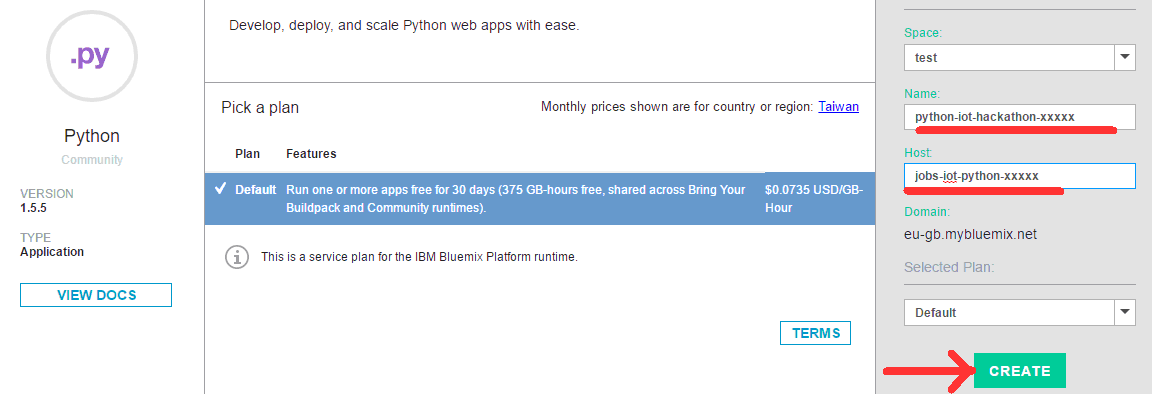 .py
Python
Community
VERSION
1.5.5
TYPE
Application
VIEW DOCS
Develop, deploy, and scale Python web apps with ease.
Pick a plan
Monthly prices shown are for country or region: Taiwan
Plan Features
Default Run one or more apps free for 30 days (375 GB-hours free, shared across Bring Your $0.0735 USD/GB-
Buildpack and Community runtimes). Hour
This is a service plan for the IBM Bluemix Platform runtime.
TERMS
Space:
test
Name:
python-iot-hackathon-xxxxx
Host:
jobs-iot-python-xxxxx
Domain:
eu-gb.mybluemix.net
Selected Plan:
Default
CREATE